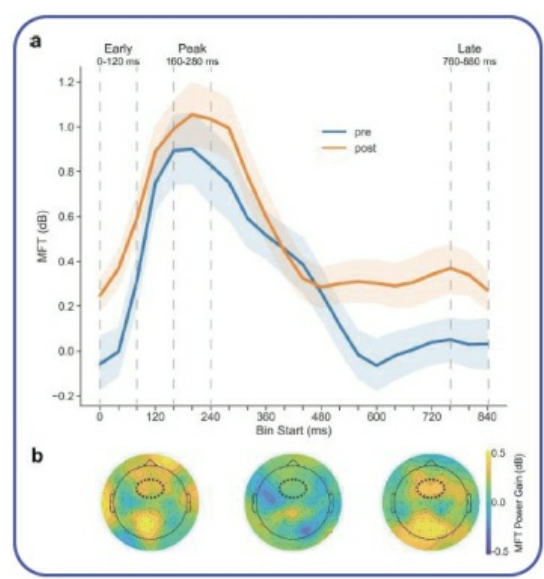 a
Early Peak Late
0-120 ms 160-280 ms 760-880 ms
1.2
1.0
0.8
0.6
0.4
0.2
0.0
−0.2
MFT (dB)
pre
post
0 120 240 360 480 600 720 840
Bin Start (ms)
b
0.5
0.0
-0.5
MFT Power Gain (dB)